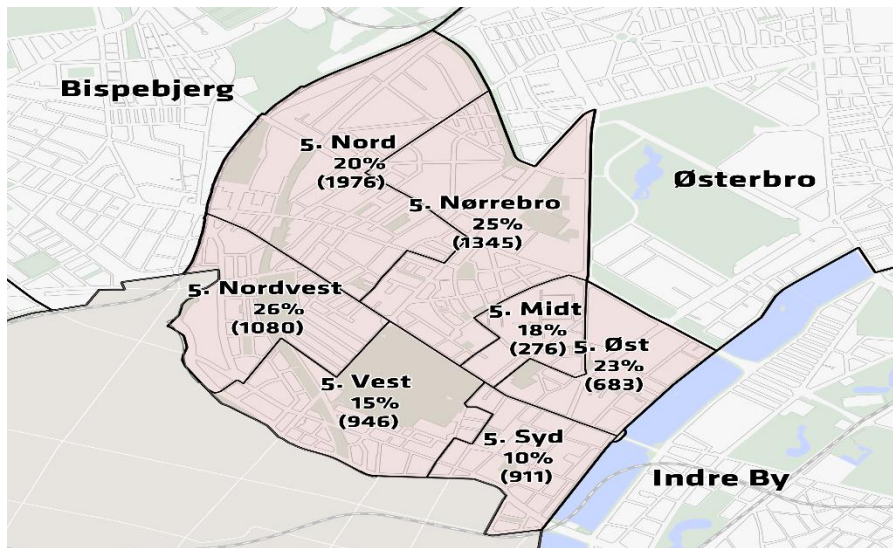 Bispebjerg
5. Nord
20%
(1976)
Østerbro
5. Nørrebro
25%
(1345)
5. Nordvest
26%
(1080)
5. Midt
18%
(276)
5. Øst
23%
(683)
5. Vest
15%
(946)
5. Syd
10%
(911)
Indre By